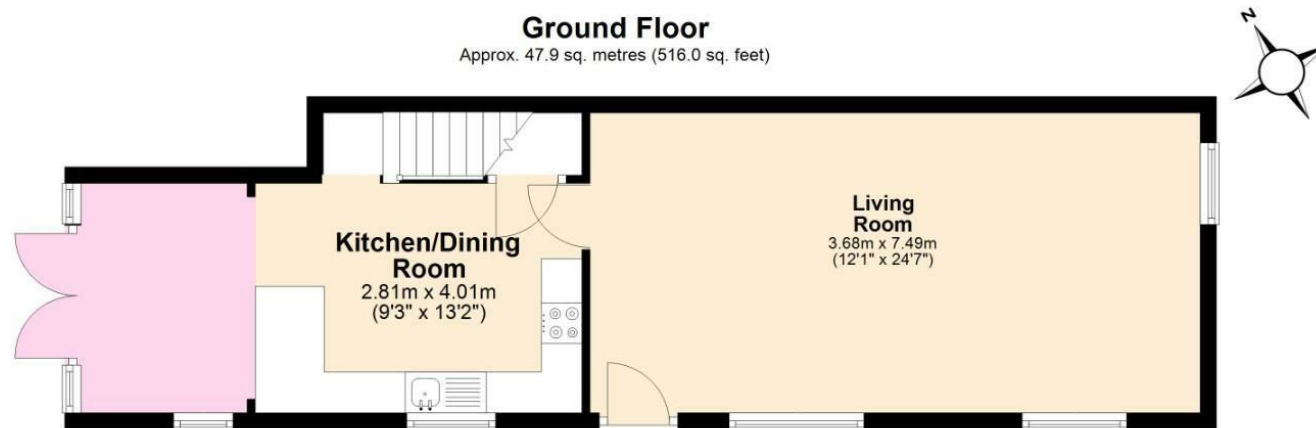 Ground Floor
Approx. 47.9 sq. metres (516.0 sq. feet)
N
Kitchen/Dining
Room
2.81m x 4.01m
(9'3" x 13'2")
Living
Room
3.68m x 7.49m
(12'1" x 24'7")